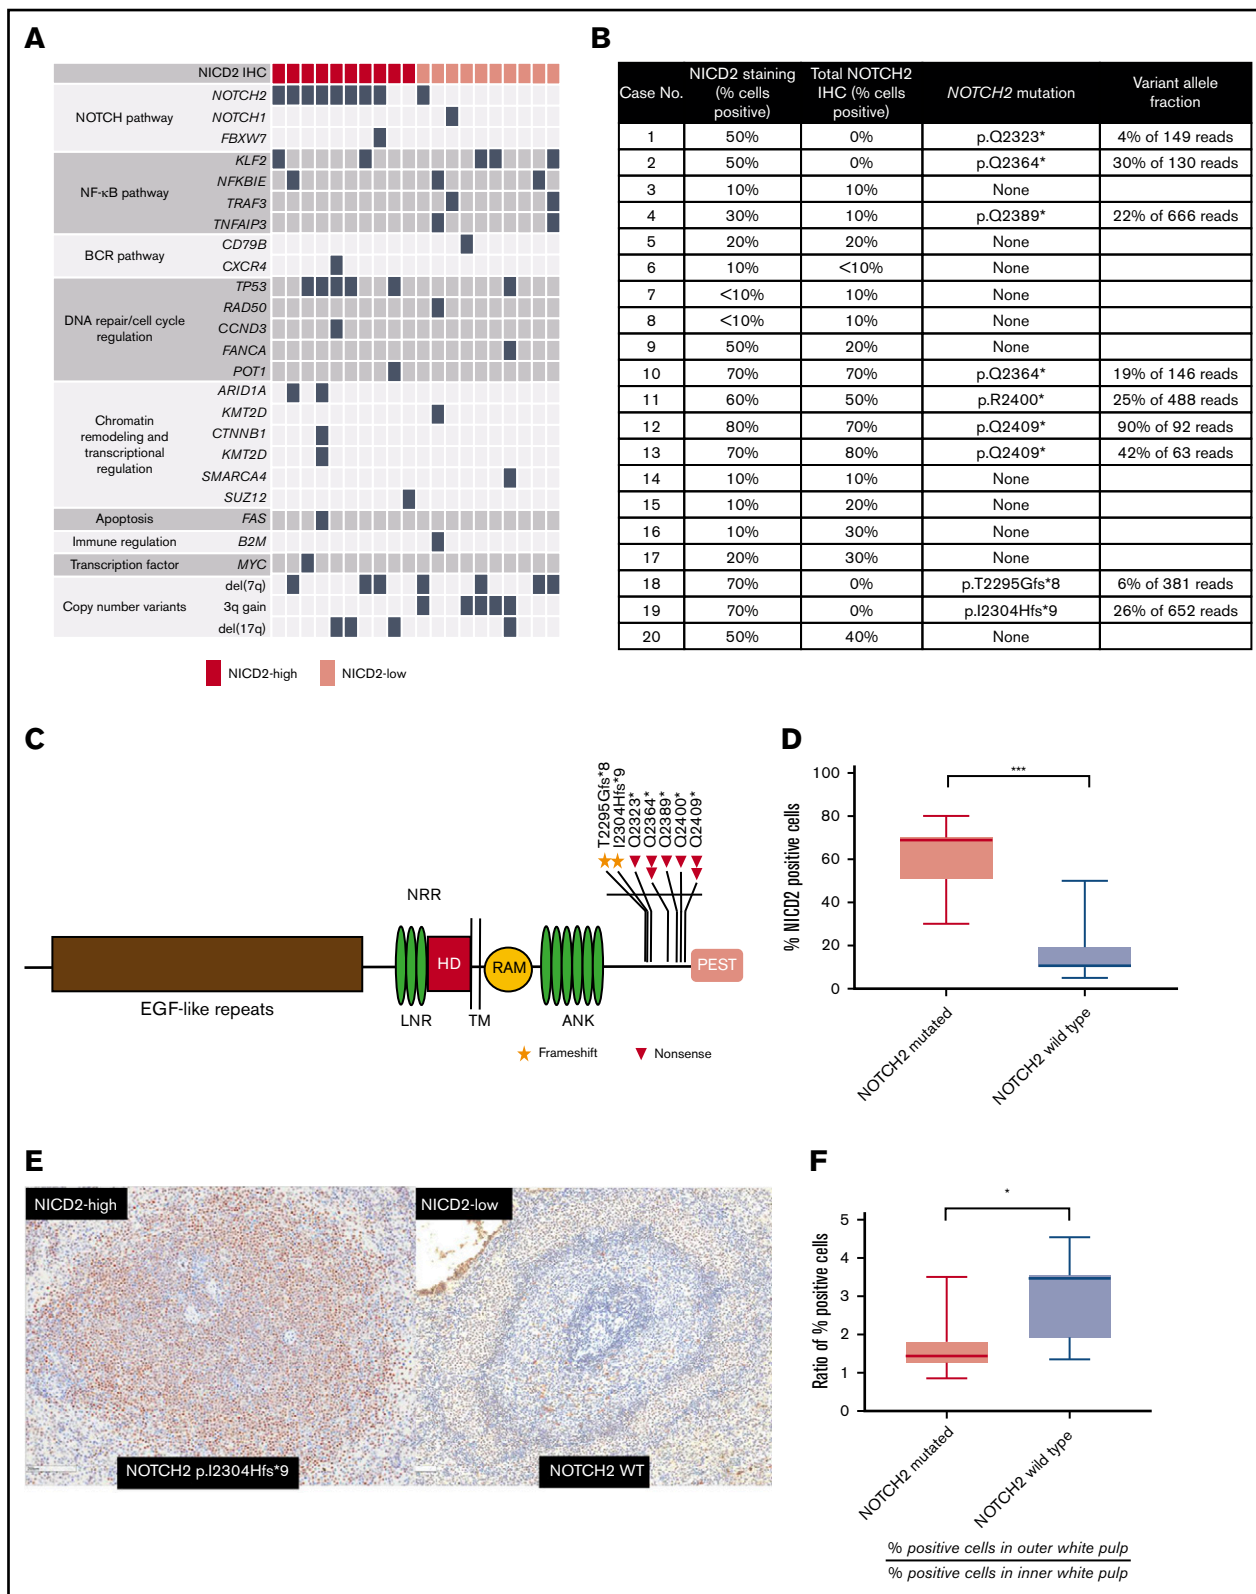 A
NICD2 IHC
NOTCH pathway
NOTCH2
NOTCH1
FBXW7
NF-κB pathway
KLF2
NFKBIE
TRAF3
TNFAIP3
BCR pathway
CD79B
CXCR4
DNA repair/cell cycle
regulation
TP53
RAD50
CCND3
FANCA
POT1
Chromatin
remodeling and
transcriptional
regulation
ARID1A
KMT2D
CTNNB1
KMT2D
SMARCA4
SUZ12
Apoptosis FAS
Immune regulation B2M
Transcription factor MYC
Copy number variants
del(7q)
3q gain
del(17q)
NICD2-high NICD2-low
B
Case No. NICD2 staining (% cells positive) Total NOTCH2 IHC (% cells positive) NOTCH2 mutation Variant allele fraction
1 50% 0% p.Q2323* 4% of 149 reads
2 50% 0% p.Q2364* 30% of 130 reads
3 10% 10% None
4 30% 10% p.Q2389* 22% of 666 reads
5 20% 20% None
6 10% <10% None
7 <10% 10% None
8 <10% 10% None
9 50% 20% None
10 70% 70% p.Q2364* 19% of 146 reads
11 60% 50% p.R2400* 25% of 488 reads
12 80% 70% p.Q2409* 90% of 92 reads
13 70% 80% p.Q2409* 42% of 63 reads
14 10% 10% None
15 10% 20% None
16 10% 30% None
17 20% 30% None
18 70% 0% p.T2295Gfs*8 6% of 381 reads
19 70% 0% p.I2304Hfs*9 26% of 652 reads
20 50% 40% None
C
T2295Gfs*8
I2304Hfs*9
Q2323*
Q2364*
Q2389*
Q2400*
Q2409*
NRR
HD
RAM
PEST
EGF-like repeats
LNR
TM
ANK
Frameshift Nonsense
D
% NICD2 positive cells
100
80
60
40
20
0
***
NOTCH2 mutated
NOTCH2 wild type
E
NICD2-high
NOTCH2 p.I2304Hfs*9
NICD2-low
NOTCH2 WT
F
Ratio of % positive cells
5
4
3
2
1
0
*
NOTCH2 mutated
NOTCH2 wild type
% positive cells in outer white pulp
% positive cells in inner white pulp